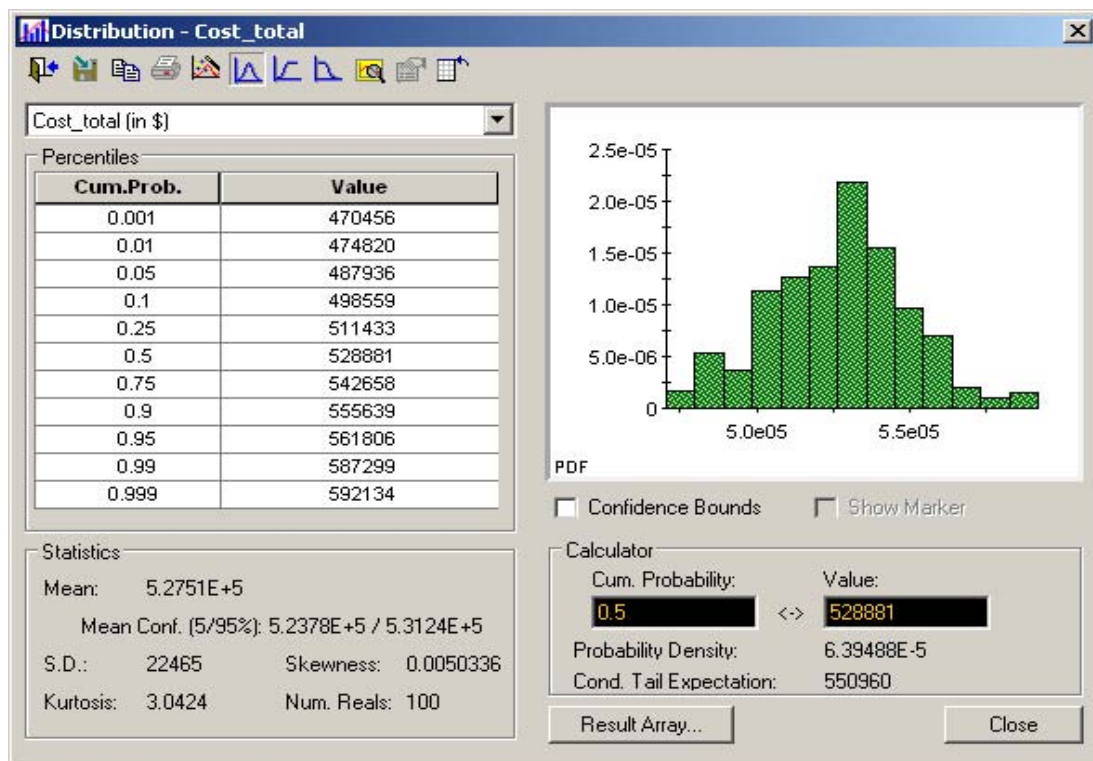 Distribution - Cost_total
Cost_total (in $)
Percentiles
Cum.Prob. Value
0.001 470456
0.01 474820
0.05 487936
0.1 498559
0.25 511433
0.5 528881
0.75 542658
0.9 555639
0.95 561806
0.99 587299
0.999 592134
Statistics
Mean: 5.2751E+5
Mean Conf. (5/95%): 5.2378E+5 / 5.3124E+5
S.D.: 22465 Skewness: 0.0050336
Kurtosis: 3.0424 Num. Reals: 100
2.5e-05
2.0e-05
1.5e-05
1.0e-05
5.0e-06
0
5.0e05 5.5e05
PDF
Confidence Bounds Show Marker
Calculator
Cum. Probability: Value:
0.5 <-> 528881
Probability Density: 6.39488E-5
Cond. Tail Expectation: 550960
Result Array... Close